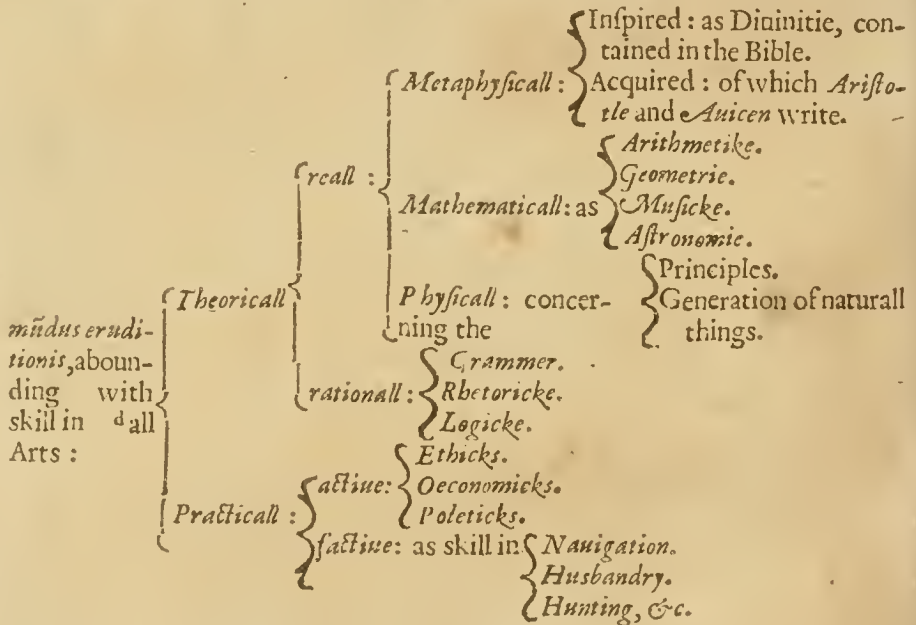 Inſpired : as Diuinitie, con-
tained in the Bible.
Metaphyſicall :
Acquired : of which Ariſto-
tle and Auicen write.
reall :
Arithmetike.
Geometrie.
Mathematicall : as
Muſicke.
Aſtronomie.
Theoricall
Phyſicall : concer-
ning the
Principles.
Generation of naturall
things.
mũdus erudi-
tionis, aboun-
ding with
skill in d all
Arts :
rationall :
Grammer.
Rhetoricke.
Logicke.
Practicall :
actiue :
Ethicks.
Oeconomicks.
Poleticks.
factiue : as skill in
Nauigation.
Husbandry.
Hunting, &c.